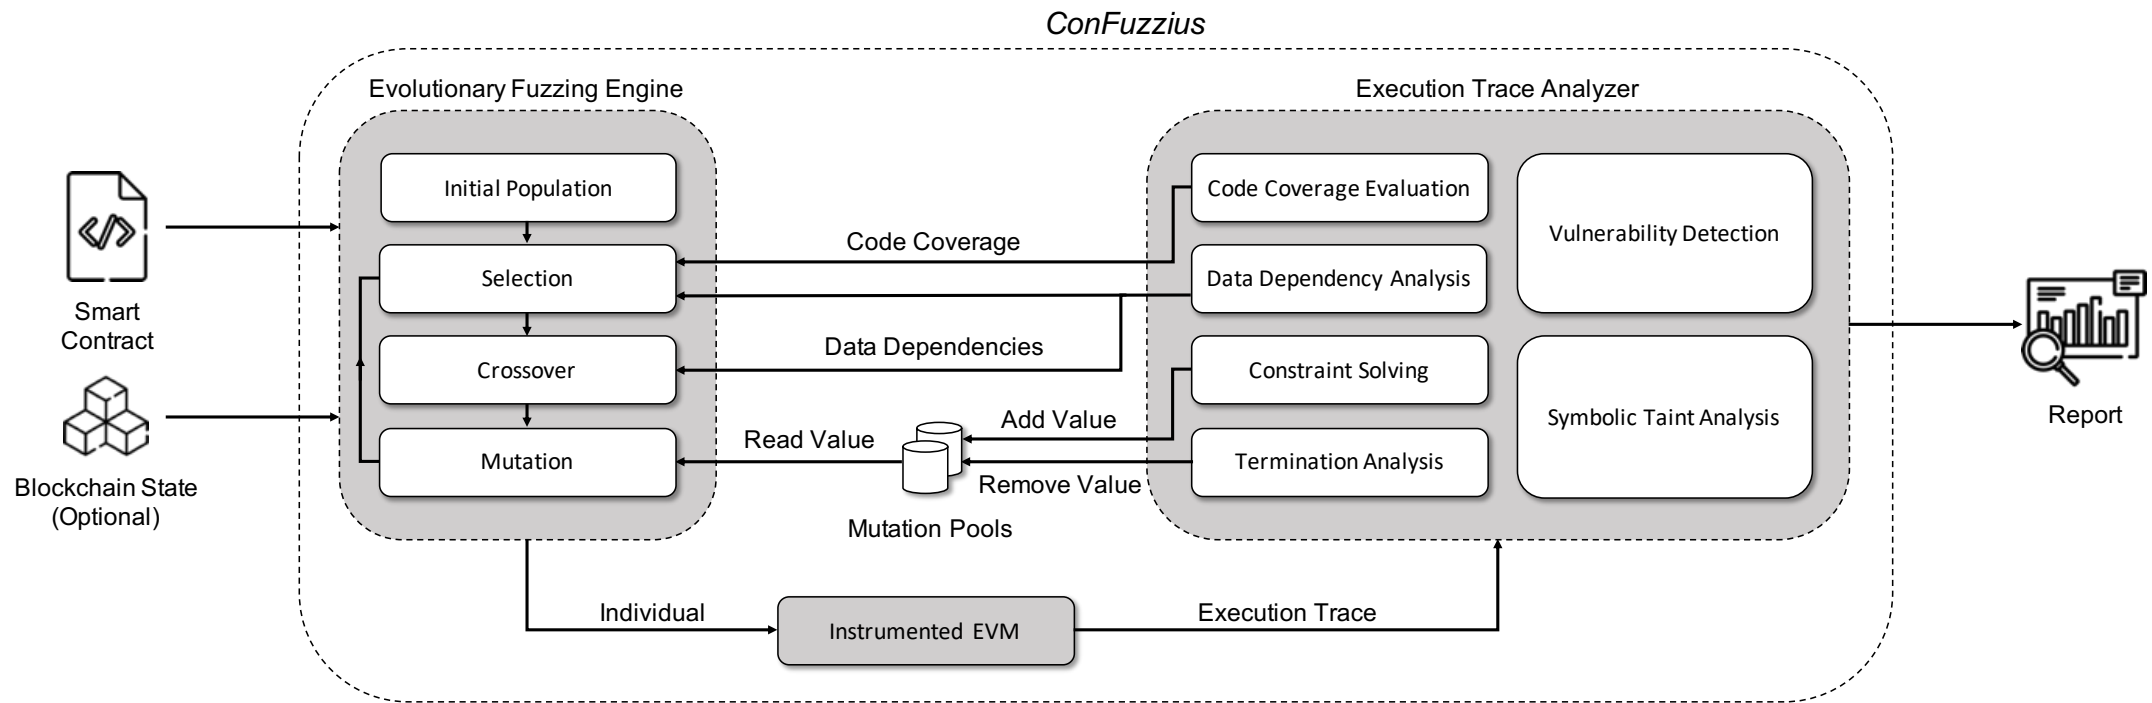 ConFuzzius
Evolutionary Fuzzing Engine
Execution Trace Analyzer
Initial Population
Selection
Crossover
Mutation
Code Coverage
Data Dependencies
Add Value
Read Value
Remove Value
Mutation Pools
Code Coverage Evaluation
Data Dependency Analysis
Constraint Solving
Termination Analysis
Vulnerability Detection
Symbolic Taint Analysis
Smart
Contract
Blockchain State
(Optional)
Individual
Instrumented EVM
Execution Trace
Report